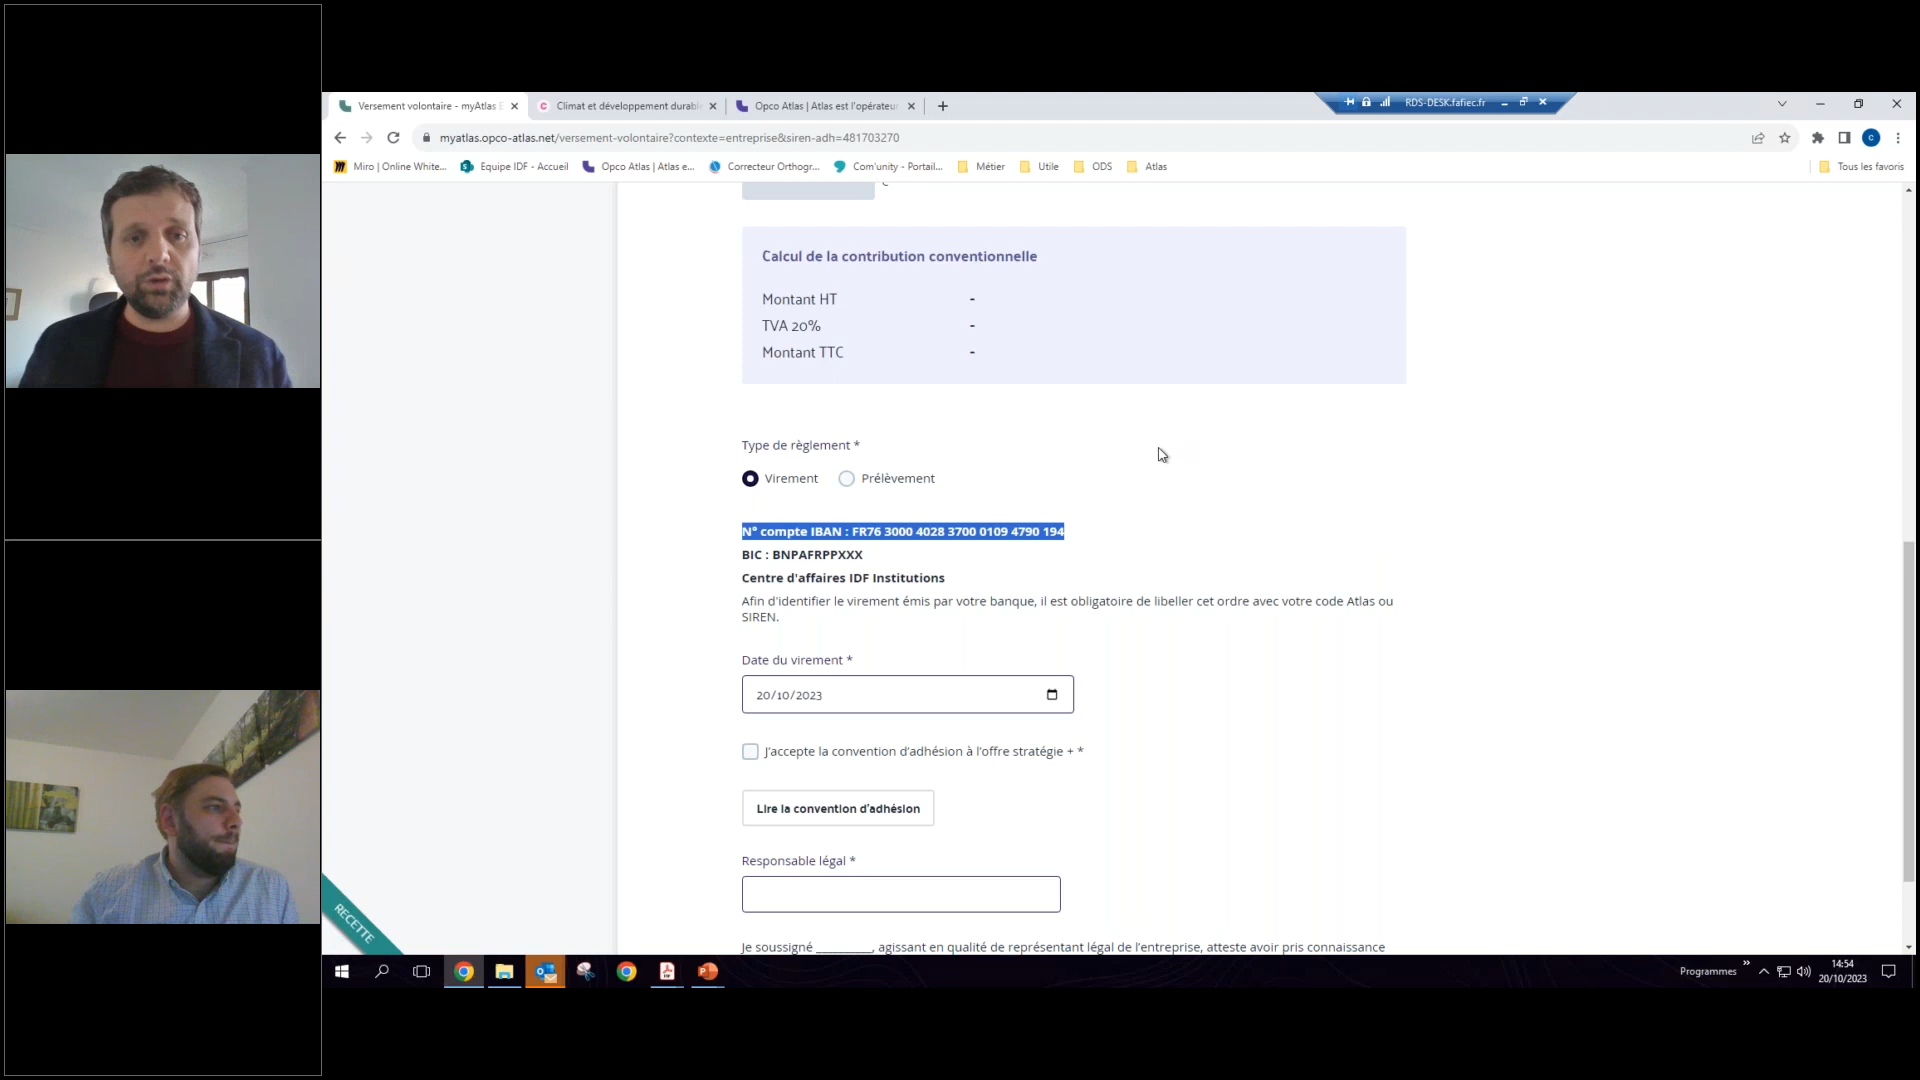 Versement volontaire - myAtlas E
Climat et développement durabl
Opco Atlas | Atlas est l'opérateur
RDS-DESK.fafiec.fr
myatlas.opco-atlas.net/versement-volontaire?contexte=entreprise&siren-adh=481703270
Miro | Online White...
Equipe IDF - Accueil
Opco Atlas | Atlas e...
Correcteur Orthogr...
Com'unity - Portail...
Métier
Utile
ODS
Atlas
Tous les favoris
Calcul de la contribution conventionnelle
Montant HT -
TVA 20% -
Montant TTC -
Type de règlement *
Virement Prélèvement
N° compte IBAN : FR76 3000 4028 3700 0109 4790 194
BIC : BNPAFRPPXXX
Centre d'affaires IDF Institutions
Afin d'identifier le virement émis par votre banque, il est obligatoire de libeller cet ordre avec votre code Atlas ou
SIREN.
Date du virement *
20/10/2023
J'accepte la convention d'adhésion à l'offre stratégie + *
Lire la convention d'adhésion
Responsable légal *
Je soussigné __________, agissant en qualité de représentant légal de l'entreprise, atteste avoir pris connaissance
RECETTE
Programmes
14:54
20/10/2023